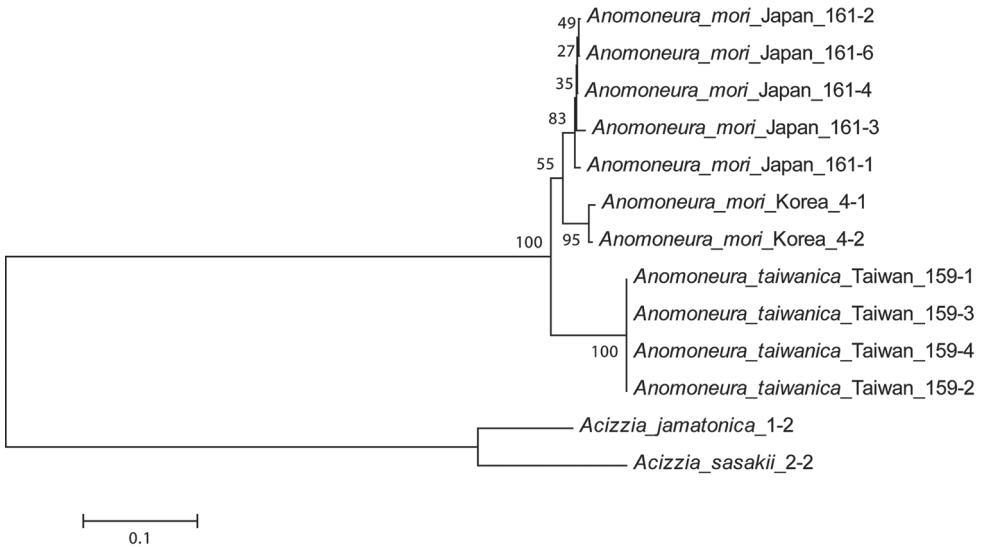 49
Anomoneura_mori_Japan_161-2
27
Anomoneura_mori_Japan_161-6
35
Anomoneura_mori_Japan_161-4
83
Anomoneura_mori_Japan_161-3
55
Anomoneura_mori_Japan_161-1
Anomoneura_mori_Korea_4-1
100
95
Anomoneura_mori_Korea_4-2
Anomoneura_taiwanica_Taiwan_159-1
Anomoneura_taiwanica_Taiwan_159-3
100
Anomoneura_taiwanica_Taiwan_159-4
Anomoneura_taiwanica_Taiwan_159-2
Acizzia_jamatonica_1-2
Acizzia_sasakii_2-2
0.1